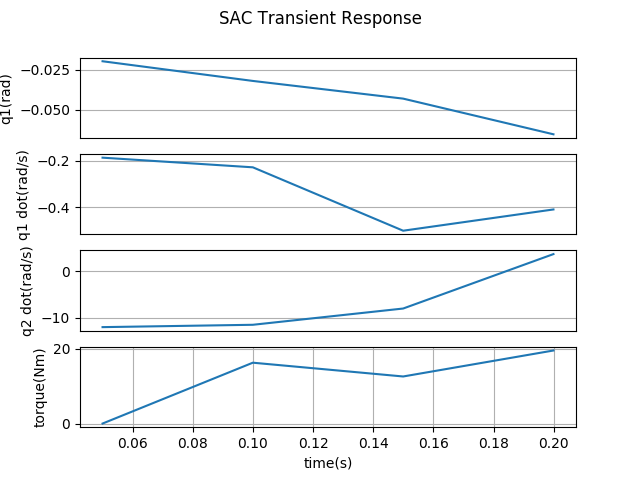 SAC Transient Response
−0.025
−0.050
q1(rad)
−0.2
−0.4
q1 dot(rad/s)
0
−10
q2 dot(rad/s)
20
0
torque(Nm)
0.06 0.08 0.10 0.12 0.14 0.16 0.18 0.20
time(s)